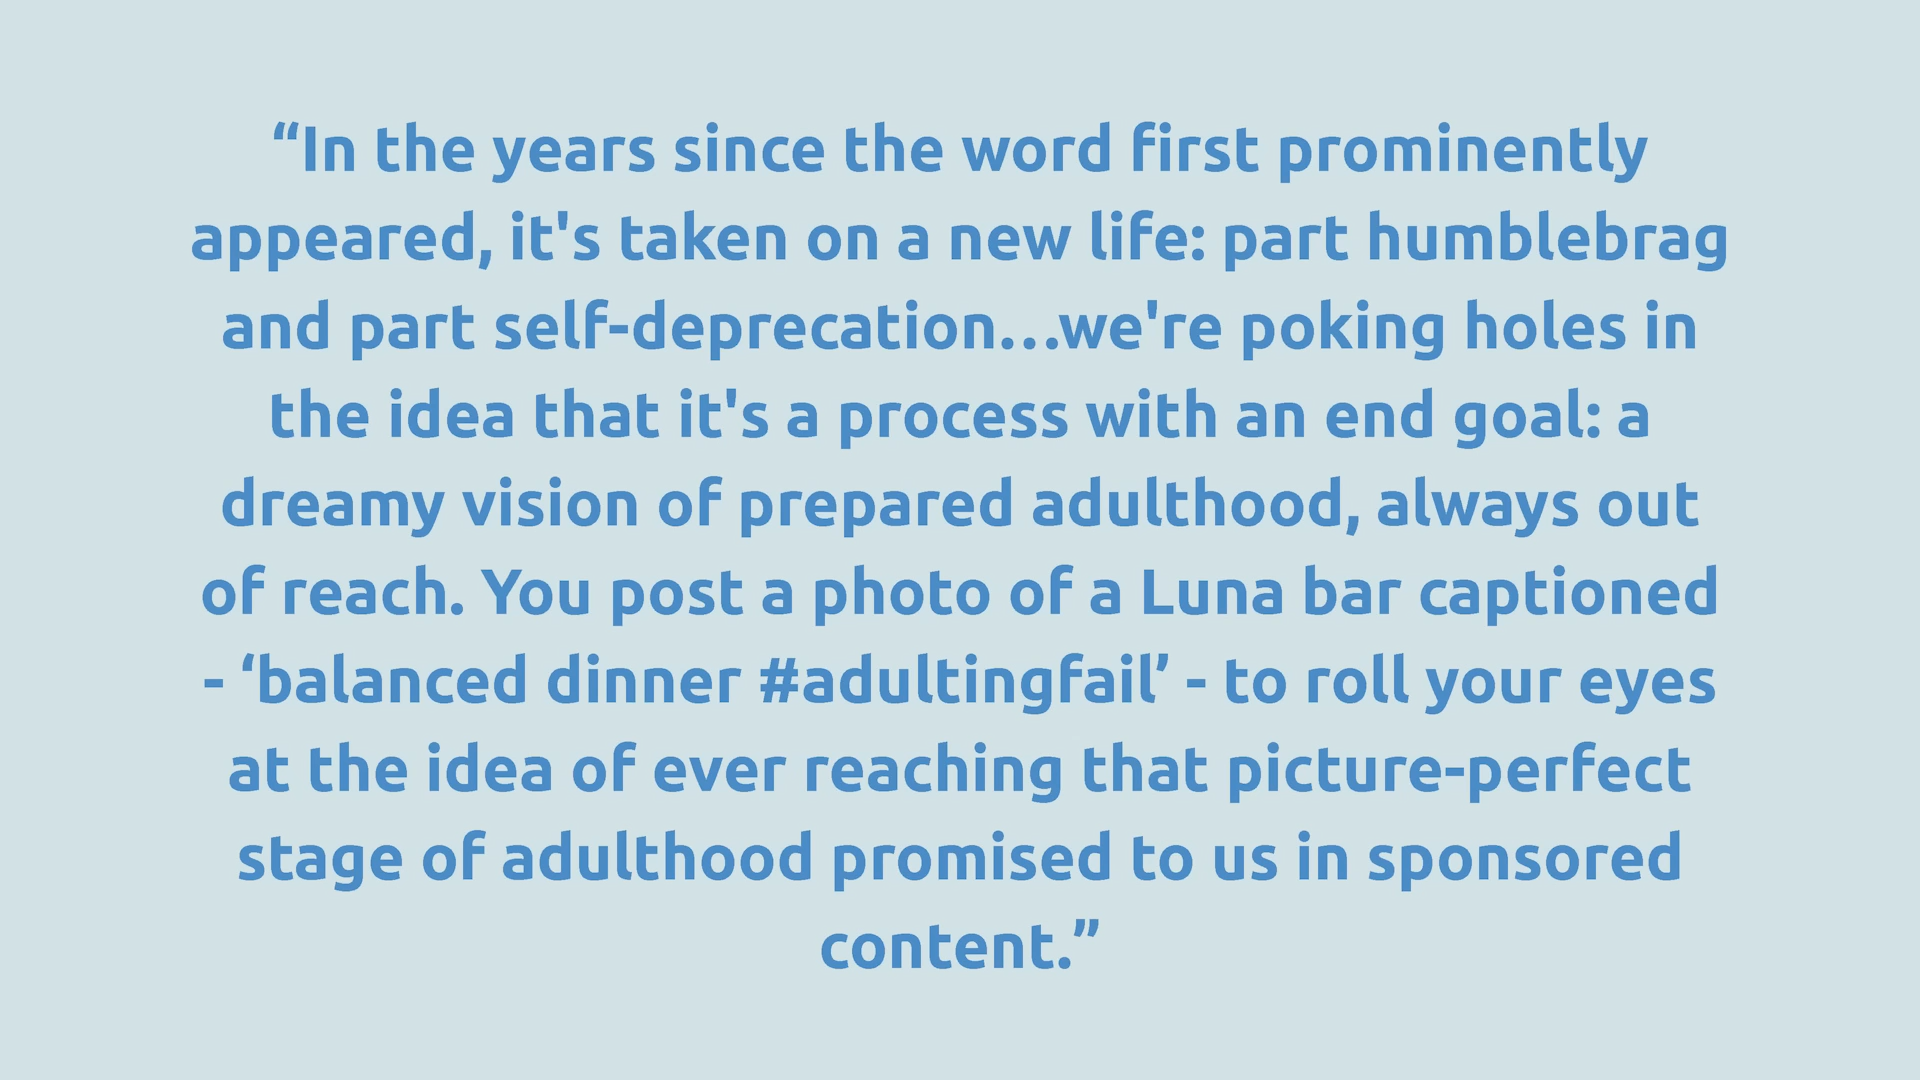 “In the years since the word first prominently
appeared, it's taken on a new life: part humblebrag
and part self-deprecation…we're poking holes in
the idea that it's a process with an end goal: a
dreamy vision of prepared adulthood, always out
of reach. You post a photo of a Luna bar captioned
- ‘balanced dinner #adultingfail’ - to roll your eyes
at the idea of ever reaching that picture-perfect
stage of adulthood promised to us in sponsored
content.”